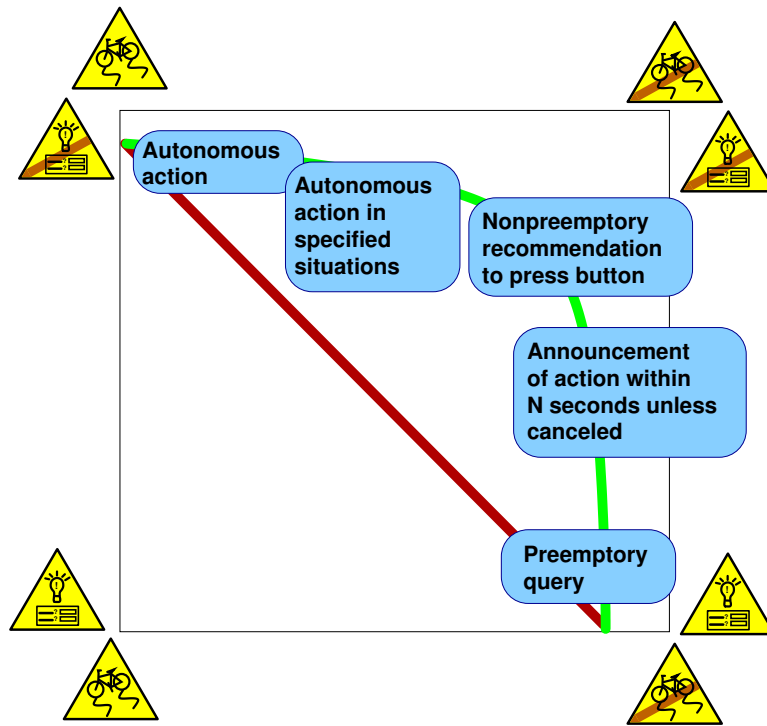 Autonomous
action
Autonomous
action in
specified
situations
Nonpreemptory
recommendation
to press button
Announcement
of action within
N seconds unless
canceled
Preemptory
query